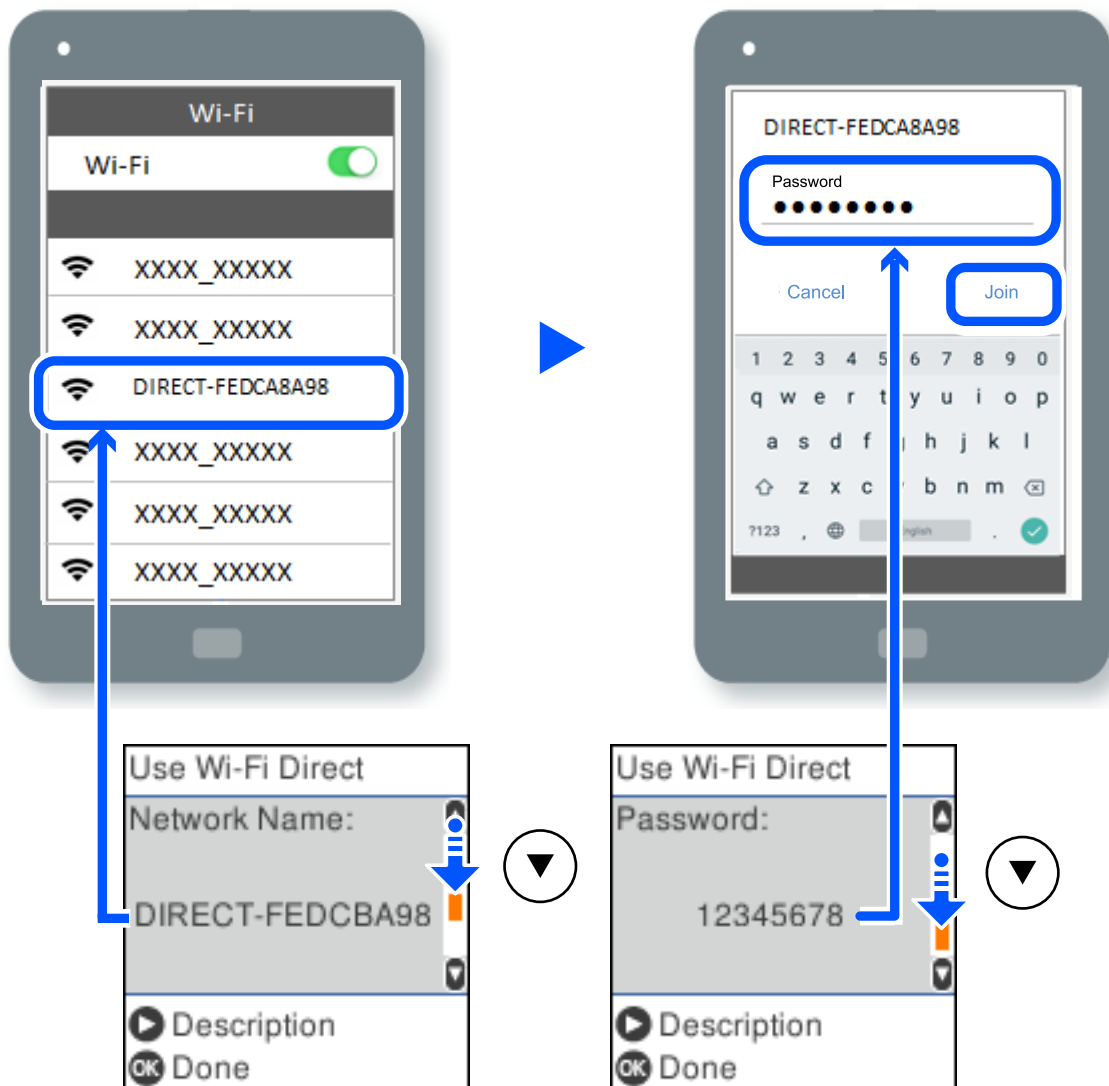 Wi-Fi
Wi-Fi
XXXX_XXXXX
XXXX_XXXXX
DIRECT-FEDCA8A98
XXXX_XXXXX
XXXX_XXXXX
XXXX_XXXXX
DIRECT-FEDCA8A98
Password
Cancel Join
1 2 3 4 5 6 7 8 9 0
q w e r t y u i o p
a s d f h j k l
z x c b n m
?123 , .
Use Wi-Fi Direct
Network Name:
DIRECT-FEDCBA98
Description
OK Done
Use Wi-Fi Direct
Password:
12345678
Description
OK Done